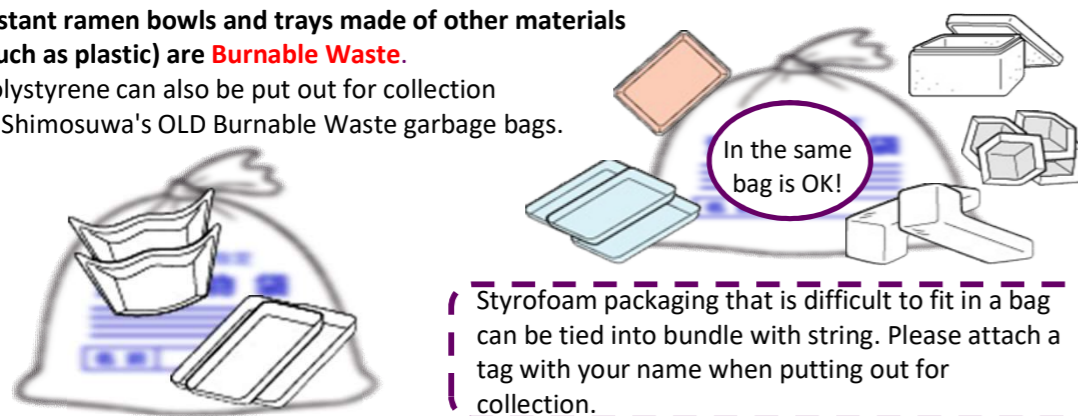 stant ramen bowls and trays made of other materials
uch as plastic) are Burnable Waste.
olystyrene can also be put out for collection
Shimosuwa's OLD Burnable Waste garbage bags.
In the same
bag is OK!
Styrofoam packaging that is difficult to fit in a bag
can be tied into bundle with string. Please attach a
tag with your name when putting out for
collection.